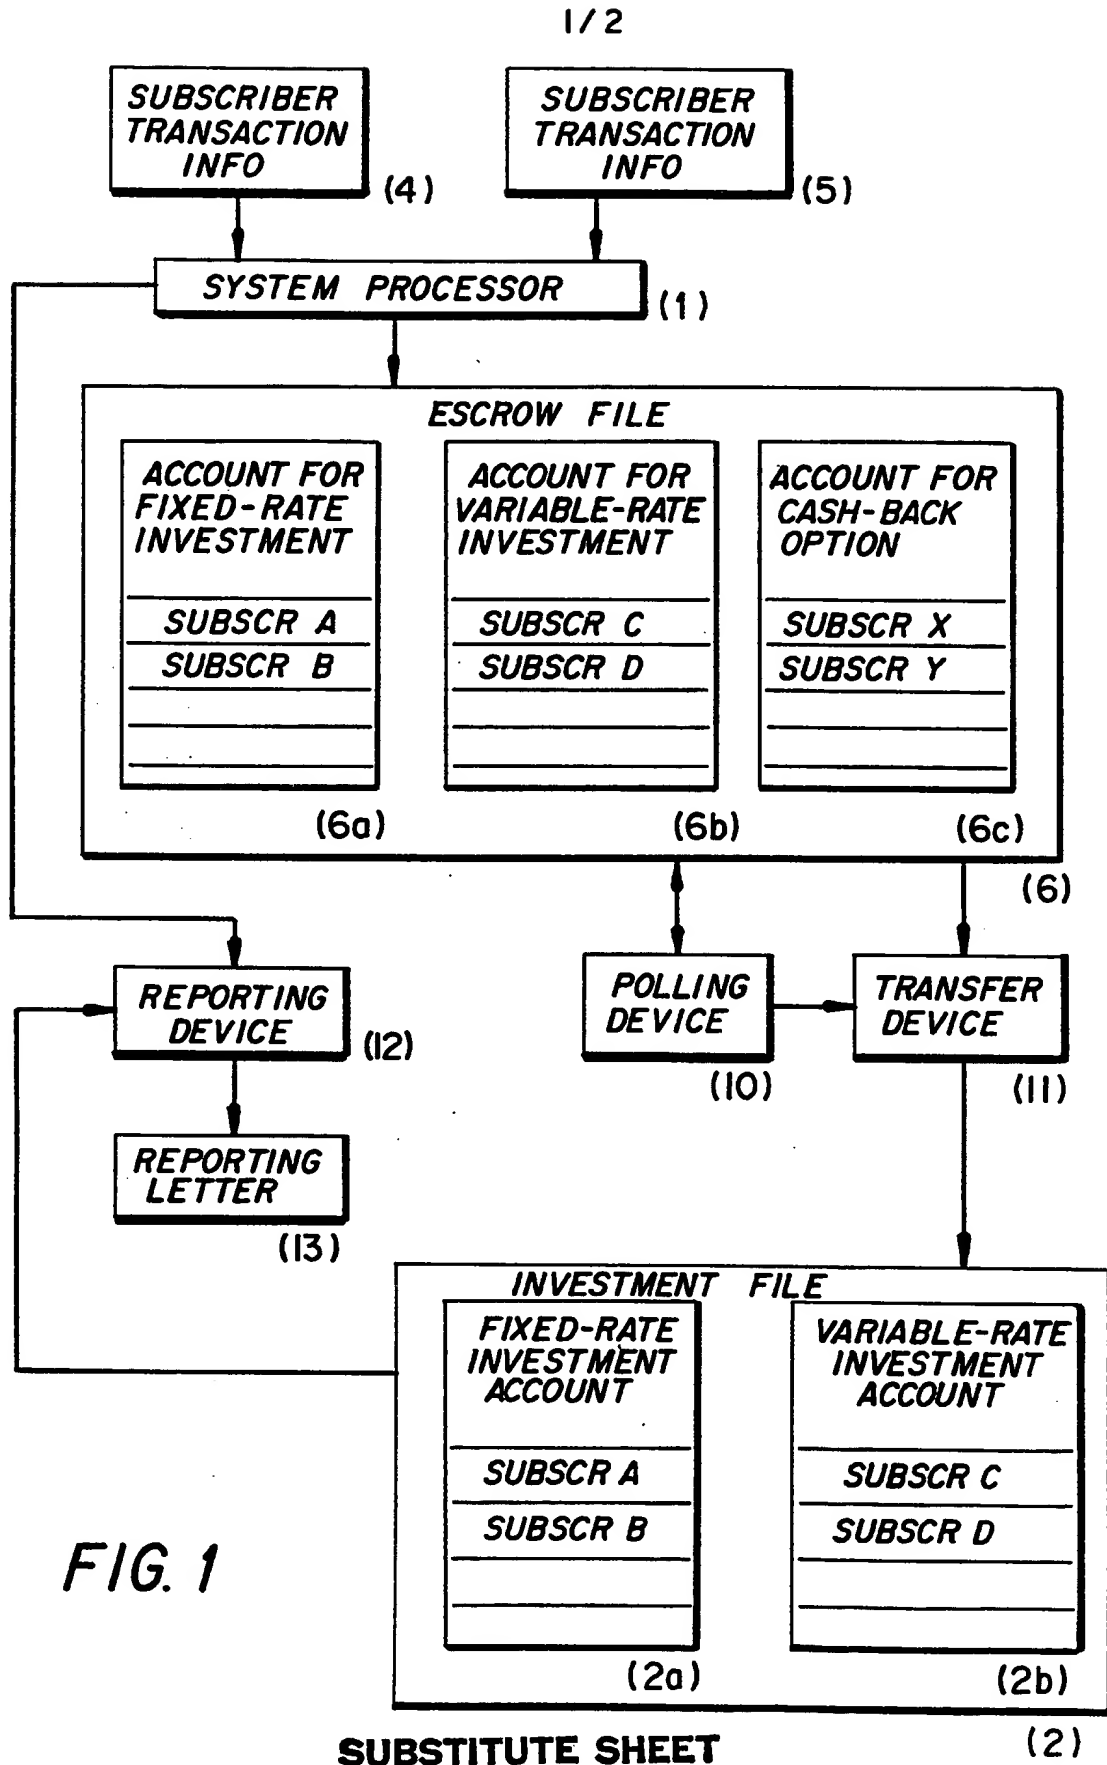 1/2
SUBSCRIBER
TRANSACTION
INFO
(4)
SUBSCRIBER
TRANSACTION
INFO
(5)
SYSTEM PROCESSOR
(1)
ESCROW FILE
ACCOUNT FOR
FIXED-RATE
INVESTMENT
SUBSCR A
SUBSCR B
(6a)
ACCOUNT FOR
VARIABLE-RATE
INVESTMENT
SUBSCR C
SUBSCR D
(6b)
ACCOUNT FOR
CASH-BACK
OPTION
SUBSCR X
SUBSCR Y
(6c)
(6)
REPORTING
DEVICE
(12)
POLLING
DEVICE
(10)
TRANSFER
DEVICE
(11)
REPORTING
LETTER
(13)
INVESTMENT FILE
FIXED-RATE
INVESTMENT
ACCOUNT
SUBSCR A
SUBSCR B
(2a)
VARIABLE-RATE
INVESTMENT
ACCOUNT
SUBSCR C
SUBSCR D
(2b)
(2)
FIG. 1
SUBSTITUTE SHEET